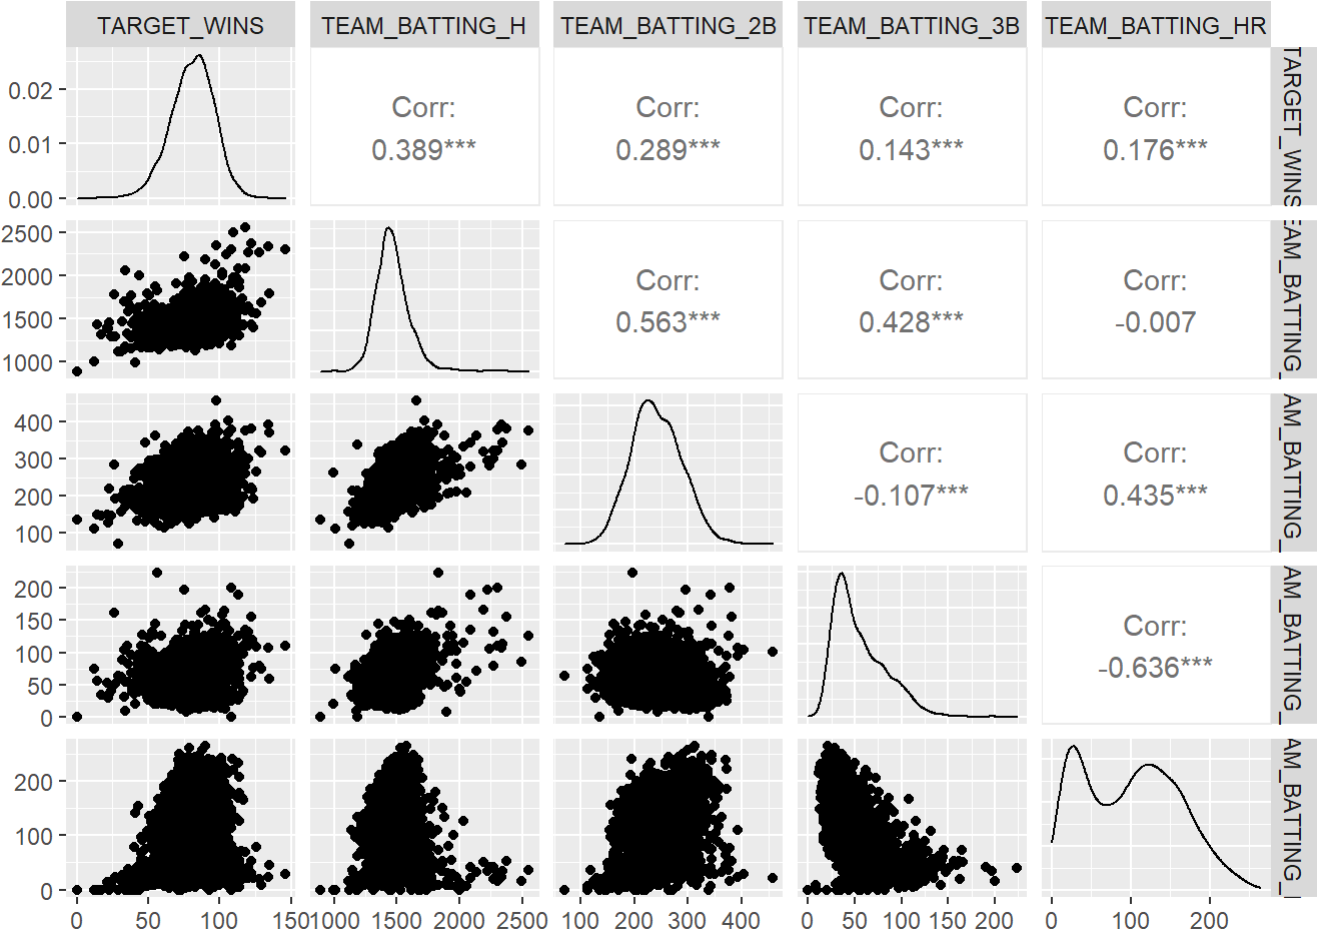 TARGET_WINS TEAM_BATTING_H TEAM_BATTING_2B TEAM_BATTING_3B TEAM_BATTING_HR
0.02
0.01
0.00
Corr:
0.389***
Corr:
0.289***
Corr:
0.143***
Corr:
0.176***
TARGET_WINS
2500
2000
1500
1000
Corr:
0.563***
Corr:
0.428***
Corr:
-0.007
EAM_BATTING_
400
300
200
100
Corr:
-0.107***
Corr:
0.435***
AM_BATTING_
200
150
100
50
0
Corr:
-0.636***
AM_BATTING_
200
100
0
AM_BATTING_
0 50 100 150 1000 1500 2000 2500 100 200 300 400 0 50 100 150 200 0 100 200